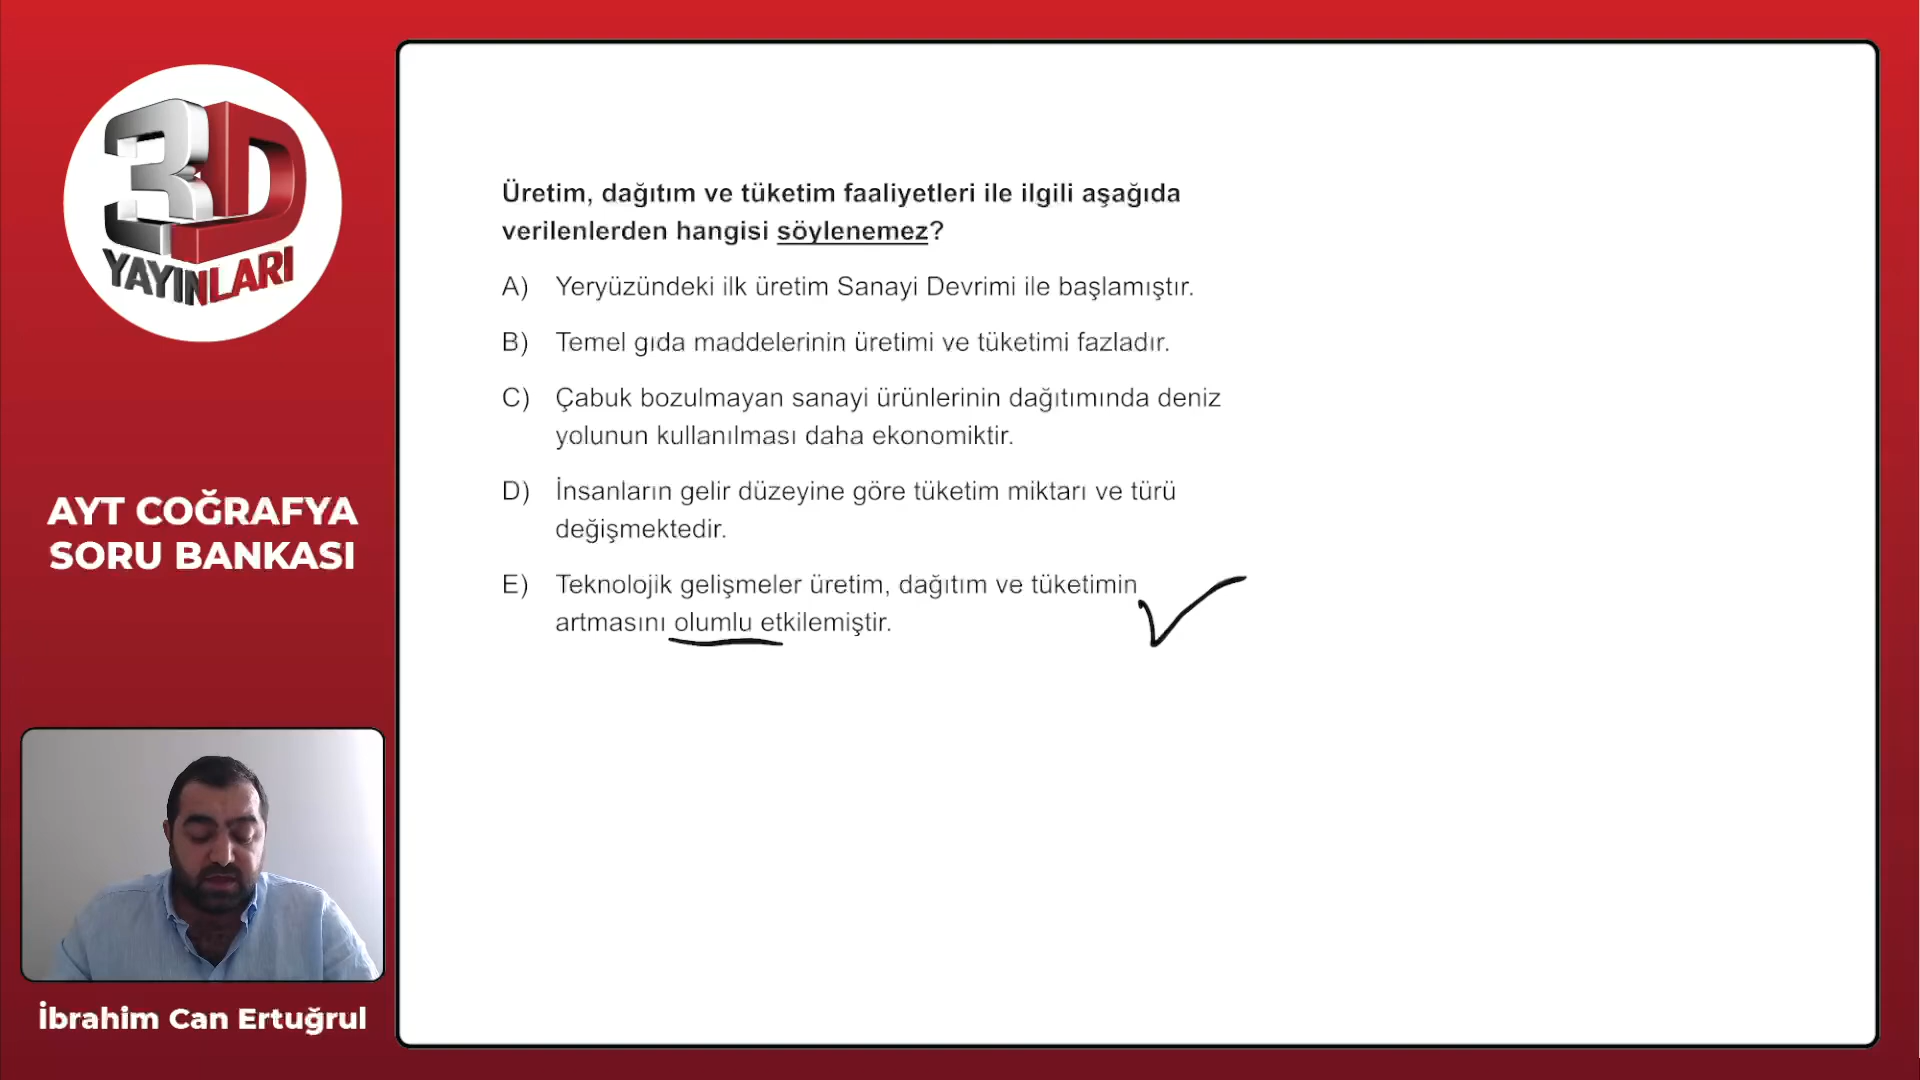 3D
YAYINLARI
AYT COĞRAFYA
SORU BANKASI
İbrahim Can Ertuğrul
Üretim, dağıtım ve tüketim faaliyetleri ile ilgili aşağıda
verilenlerden hangisi söylenemez?
A) Yeryüzündeki ilk üretim Sanayi Devrimi ile başlamıştır.
B) Temel gıda maddelerinin üretimi ve tüketimi fazladır.
C) Çabuk bozulmayan sanayi ürünlerinin dağıtımında deniz
yolunun kullanılması daha ekonomiktir.
D) İnsanların gelir düzeyine göre tüketim miktarı ve türü
değişmektedir.
E) Teknolojik gelişmeler üretim, dağıtım ve tüketimin
artmasını olumlu etkilemiştir.